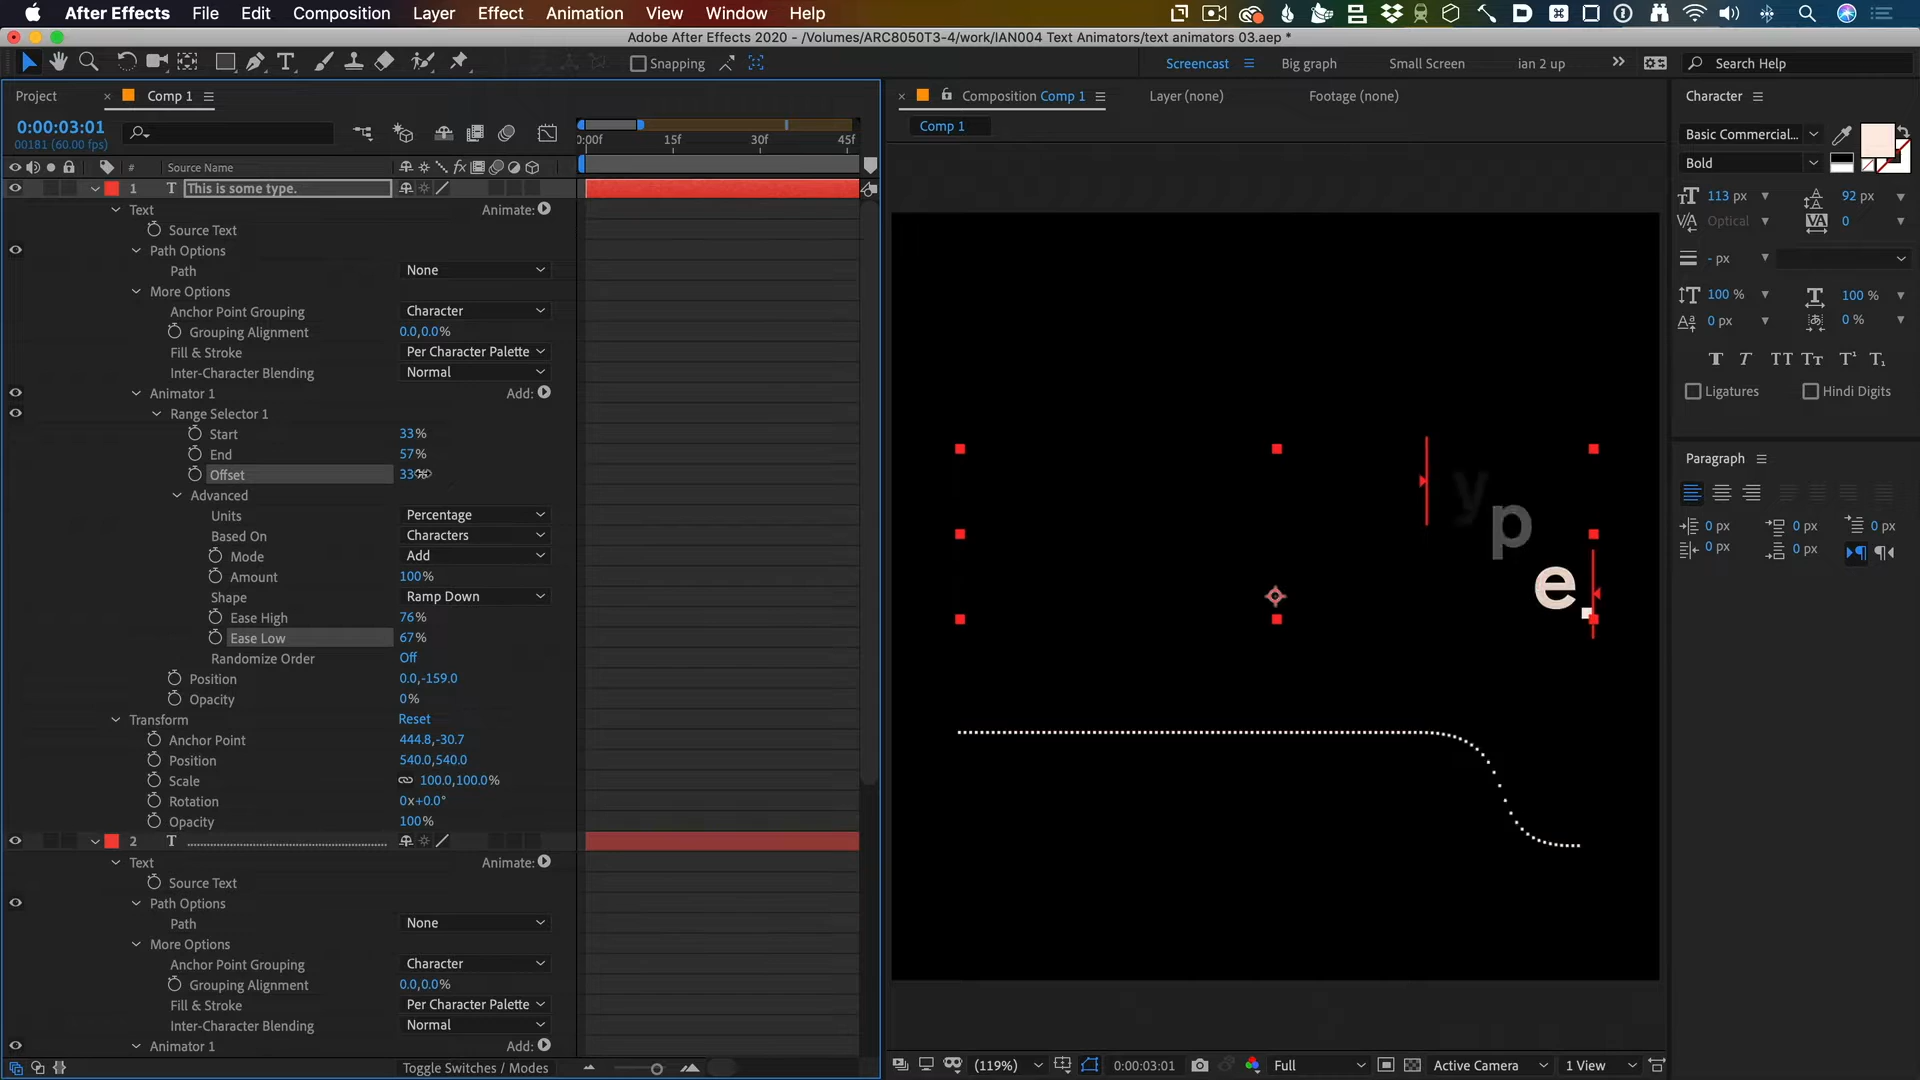 After Effects File Edit Composition Layer Effect Animation View Window Help
Adobe After Effects 2020 - /Volumes/ARC8050T3-4/work/IAN004 Text Animators/text animators 03.aep *
Snapping
Screencast Big graph Small Screen ian 2 up Search Help
Project Comp 1
Composition Comp 1 Layer (none) Footage (none)
Character
0:00:03:01
00181 (60.00 fps)
0:00f 15f 30f 45f
Comp 1
Basic Commercial...
Bold
# Source Name
1 T This is some type.
113 px 92 px
Text Animate:
Optical 0
Source Text
Path Options
- px
Path None
More Options
100 % 100 %
Anchor Point Grouping Character
0 px 0 %
Grouping Alignment 0.0,0.0%
Fill & Stroke Per Character Palette
Inter-Character Blending Normal
Ligatures Hindi Digits
Animator 1 Add:
Range Selector 1
Start 33%
End 57%
Paragraph
Offset 33
Advanced
Units Percentage
0 px 0 px 0 px
Based On Characters
0 px 0 px
Mode Add
Amount 100%
Shape Ramp Down
Ease High 76%
Ease Low 67%
Randomize Order Off
Position 0.0,-159.0
Opacity 0%
Transform Reset
Anchor Point 444.8,-30.7
Position 540.0,540.0
Scale 100.0,100.0%
Rotation 0x+0.0°
Opacity 100%
ype.
2 T ................................................
Text Animate:
Source Text
Path Options
Path None
More Options
Anchor Point Grouping Character
Grouping Alignment 0.0,0.0%
Fill & Stroke Per Character Palette
Inter-Character Blending Normal
Animator 1 Add:
Toggle Switches / Modes
(119%) 0:00:03:01 Full Active Camera 1 View